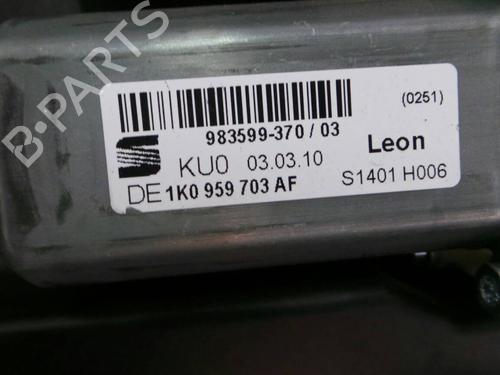 B-PARTS
(0251)
983599-370 / 03
Leon
KU0 03.03.10
DE 1K0 959 703 AF
S1401 H006